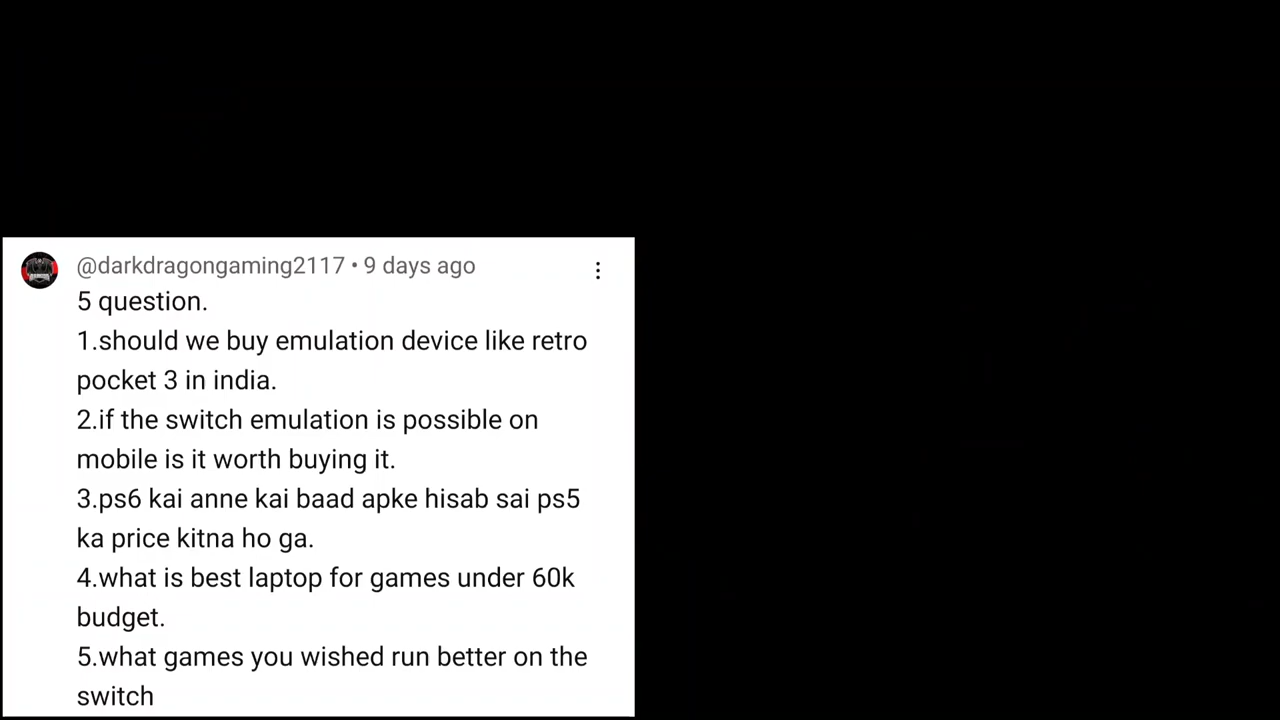 @darkdragongaming2117 • 9 days ago
5 question.
1.should we buy emulation device like retro
pocket 3 in india.
2.if the switch emulation is possible on
mobile is it worth buying it.
3.ps6 kai anne kai baad apke hisab sai ps5
ka price kitna ho ga.
4.what is best laptop for games under 60k
budget.
5.what games you wished run better on the
switch